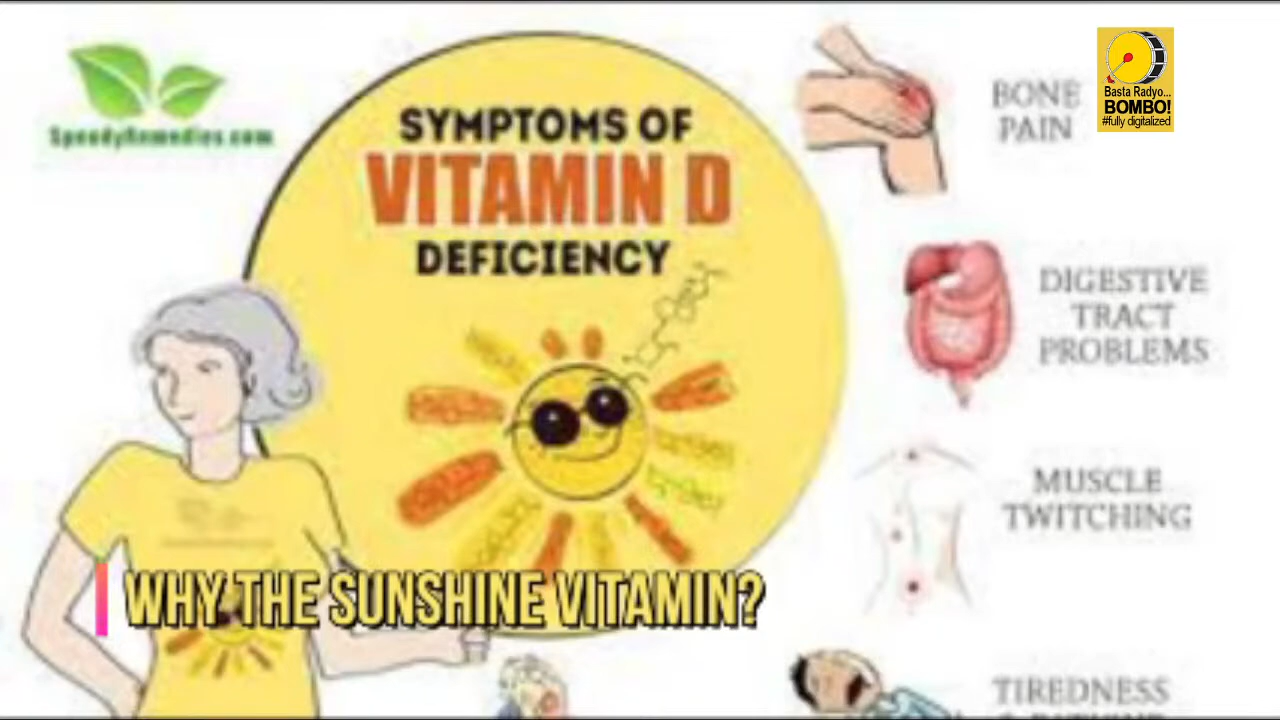 SpeedyRemedies.com
SYMPTOMS OF
VITAMIN D
DEFICIENCY
BONE
PAIN
Basta Radyo...
BOMBO!
#fully digitalized
DIGESTIVE
TRACT
PROBLEMS
MUSCLE
TWITCHING
WHY THE SUNSHINE VITAMIN?
TIREDNESS